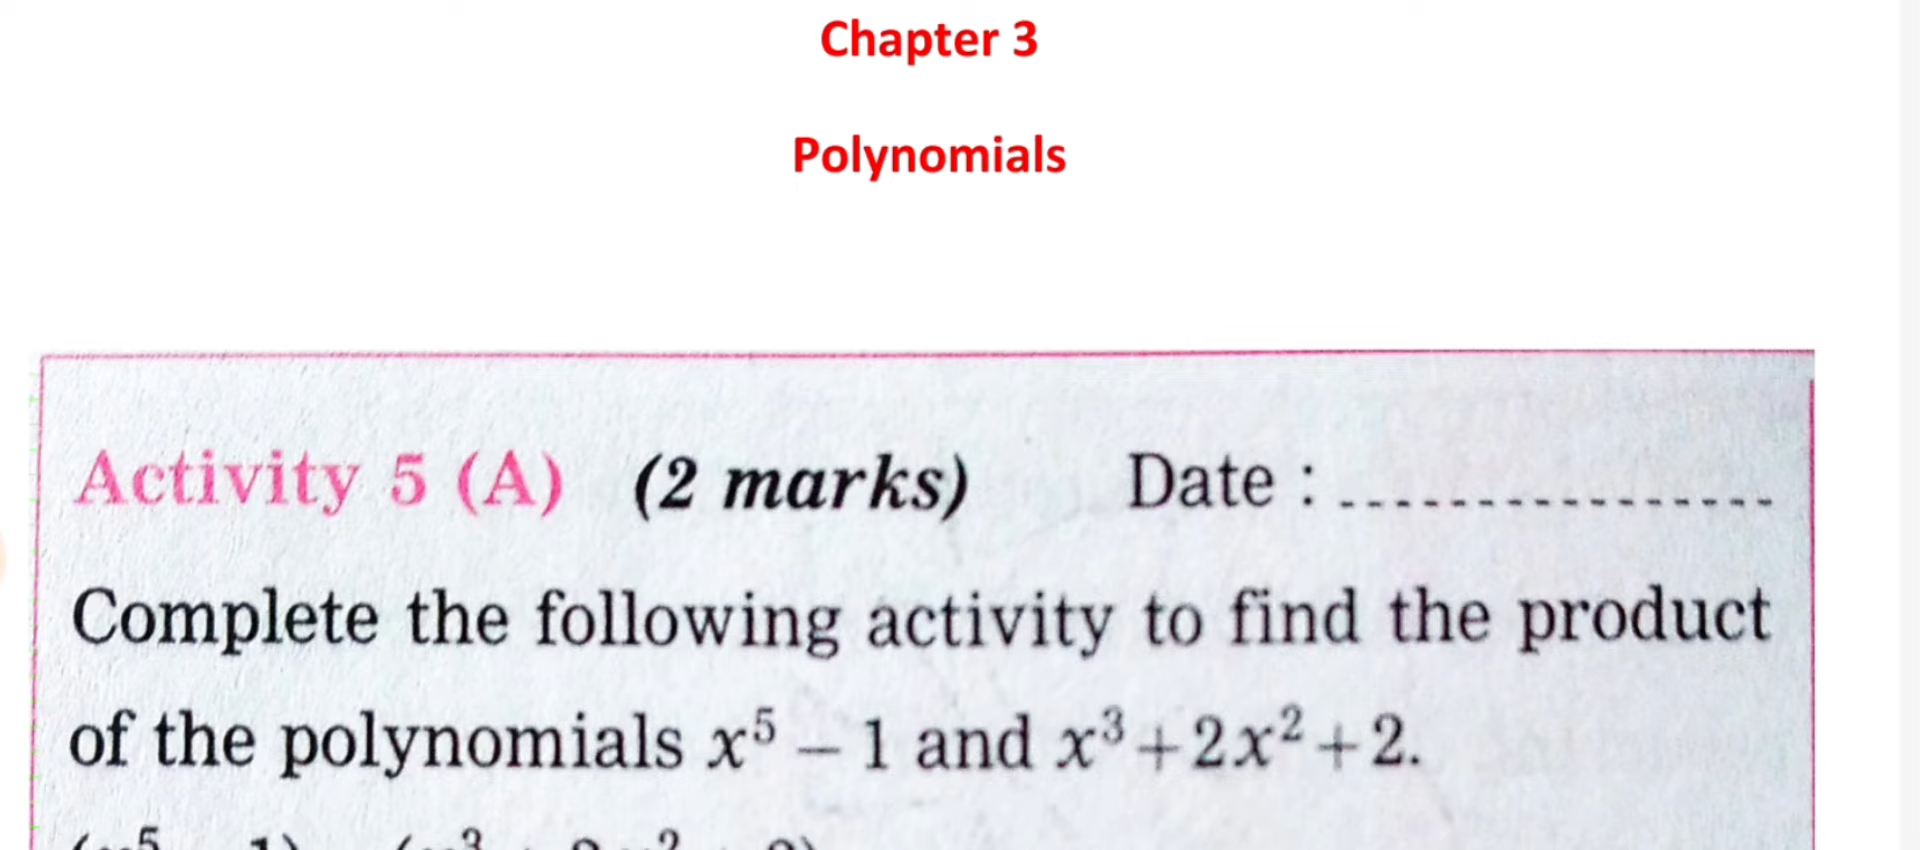 Chapter 3
Polynomials
Activity 5 (A) (2 marks) Date : ................
Complete the following activity to find the product
of the polynomials x⁵ – 1 and x³+2x²+2.